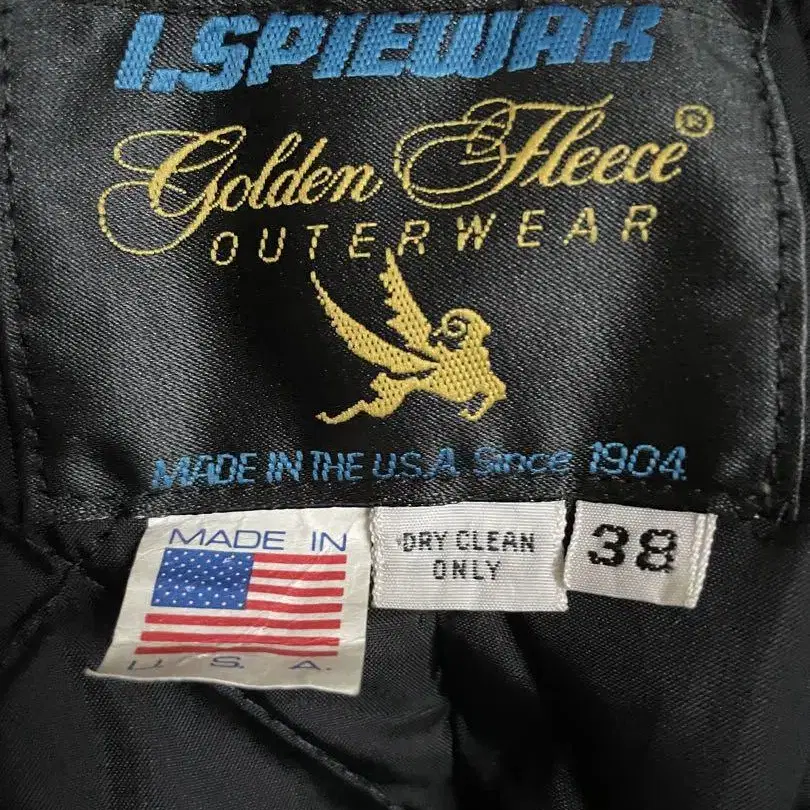 I.SPIEWAK
Golden Fleece®
OUTERWEAR
MADE IN THE U.S.A. Since 1904
MADE IN
U. S. A.
DRY CLEAN
ONLY
38